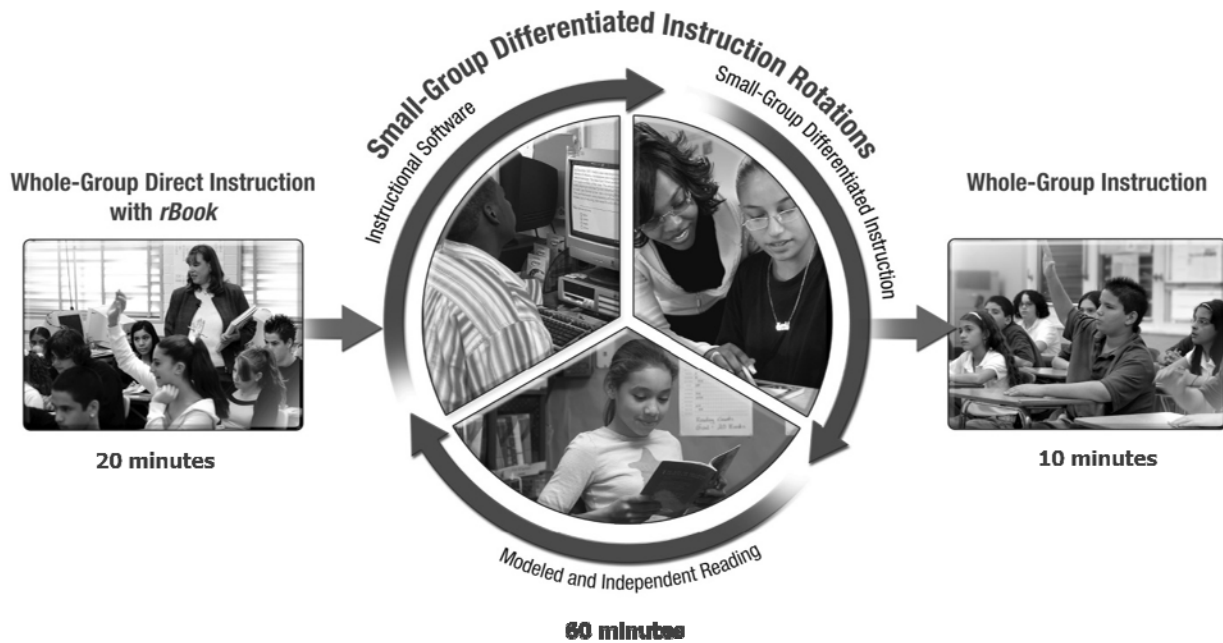 Small-Group Differentiated Instruction Rotations
Instructional Software
Small-Group Differentiated Instruction
Whole-Group Direct Instruction
with rBook
Whole-Group Instruction
20 minutes
10 minutes
Modeled and Independent Reading
minutes